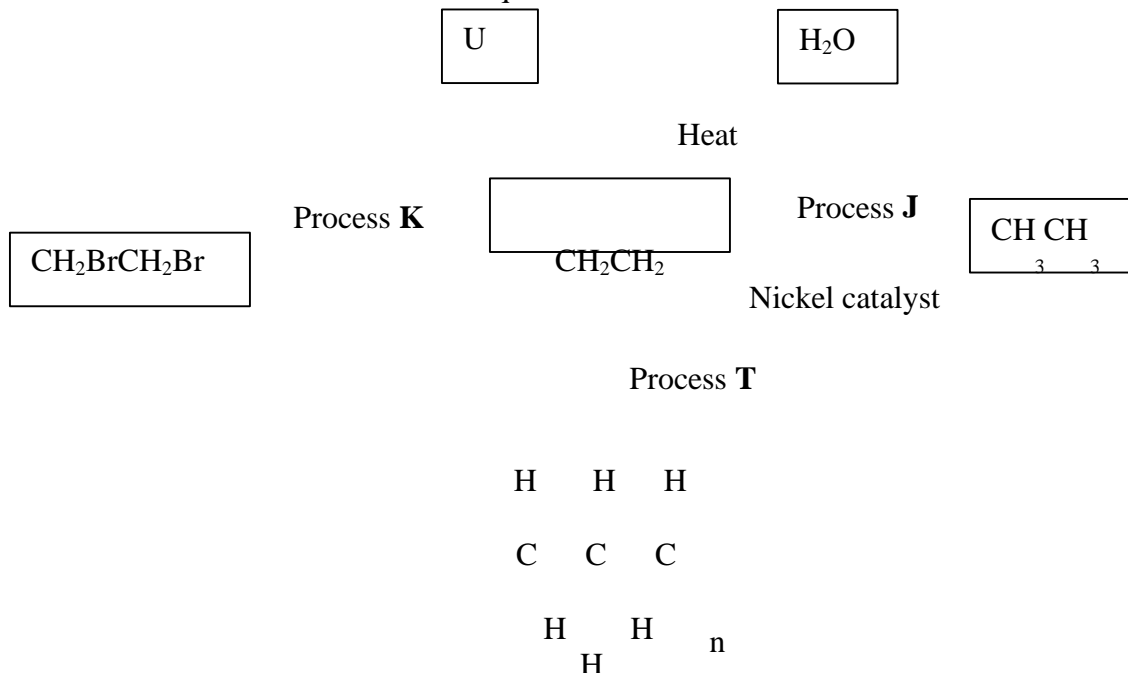 U
H₂O
Heat
Process K
Process J
CH CH
3 3
CH₂BrCH₂Br
CH₂CH₂
Nickel catalyst
Process T
H H H
C C C
H H n
H